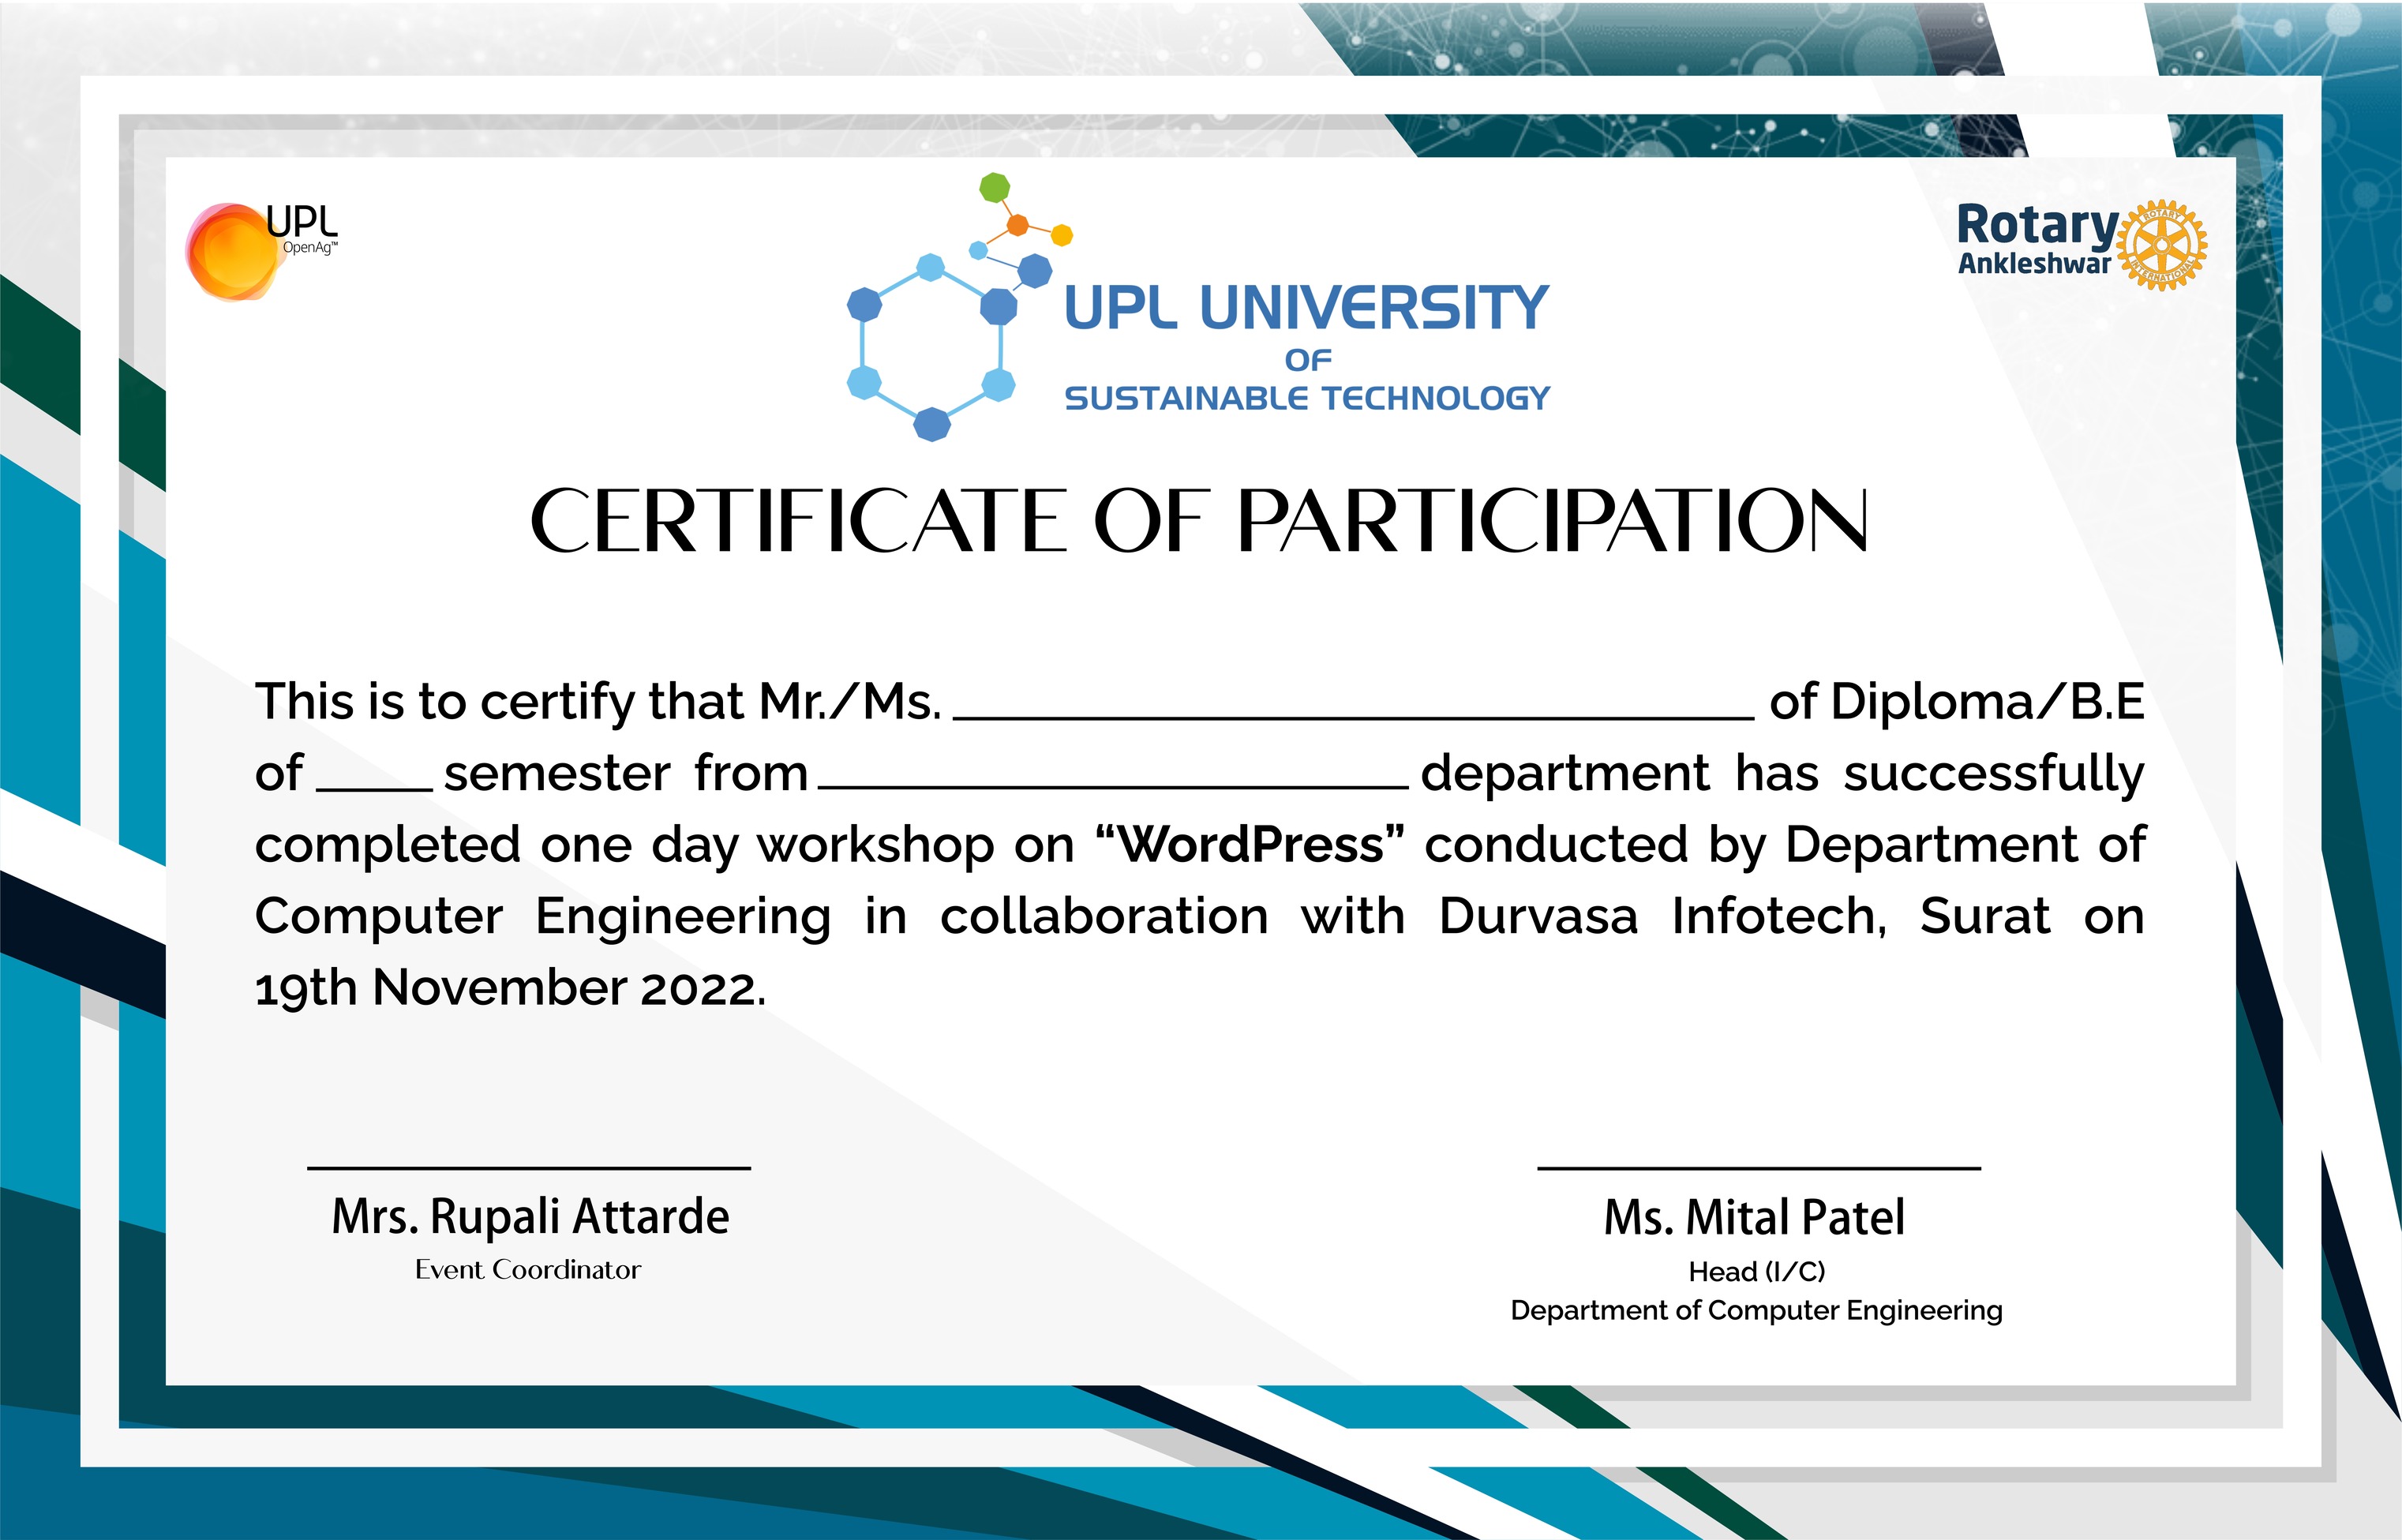 UPL
OpenAg™
Rotary
Ankleshwar
ROTARY
INTERNATIONAL
UPL UNIVERSITY
OF
SUSTAINABLE TECHNOLOGY
CERTIFICATE OF PARTICIPATION
This is to certify that Mr./Ms. ____________________ of Diploma/B.E
of ____ semester from ____________________ department has successfully
completed one day workshop on “WordPress” conducted by Department of
Computer Engineering in collaboration with Durvasa Infotech, Surat on
19th November 2022.
Mrs. Rupali Attarde
Event Coordinator
Ms. Mital Patel
Head (I/C)
Department of Computer Engineering